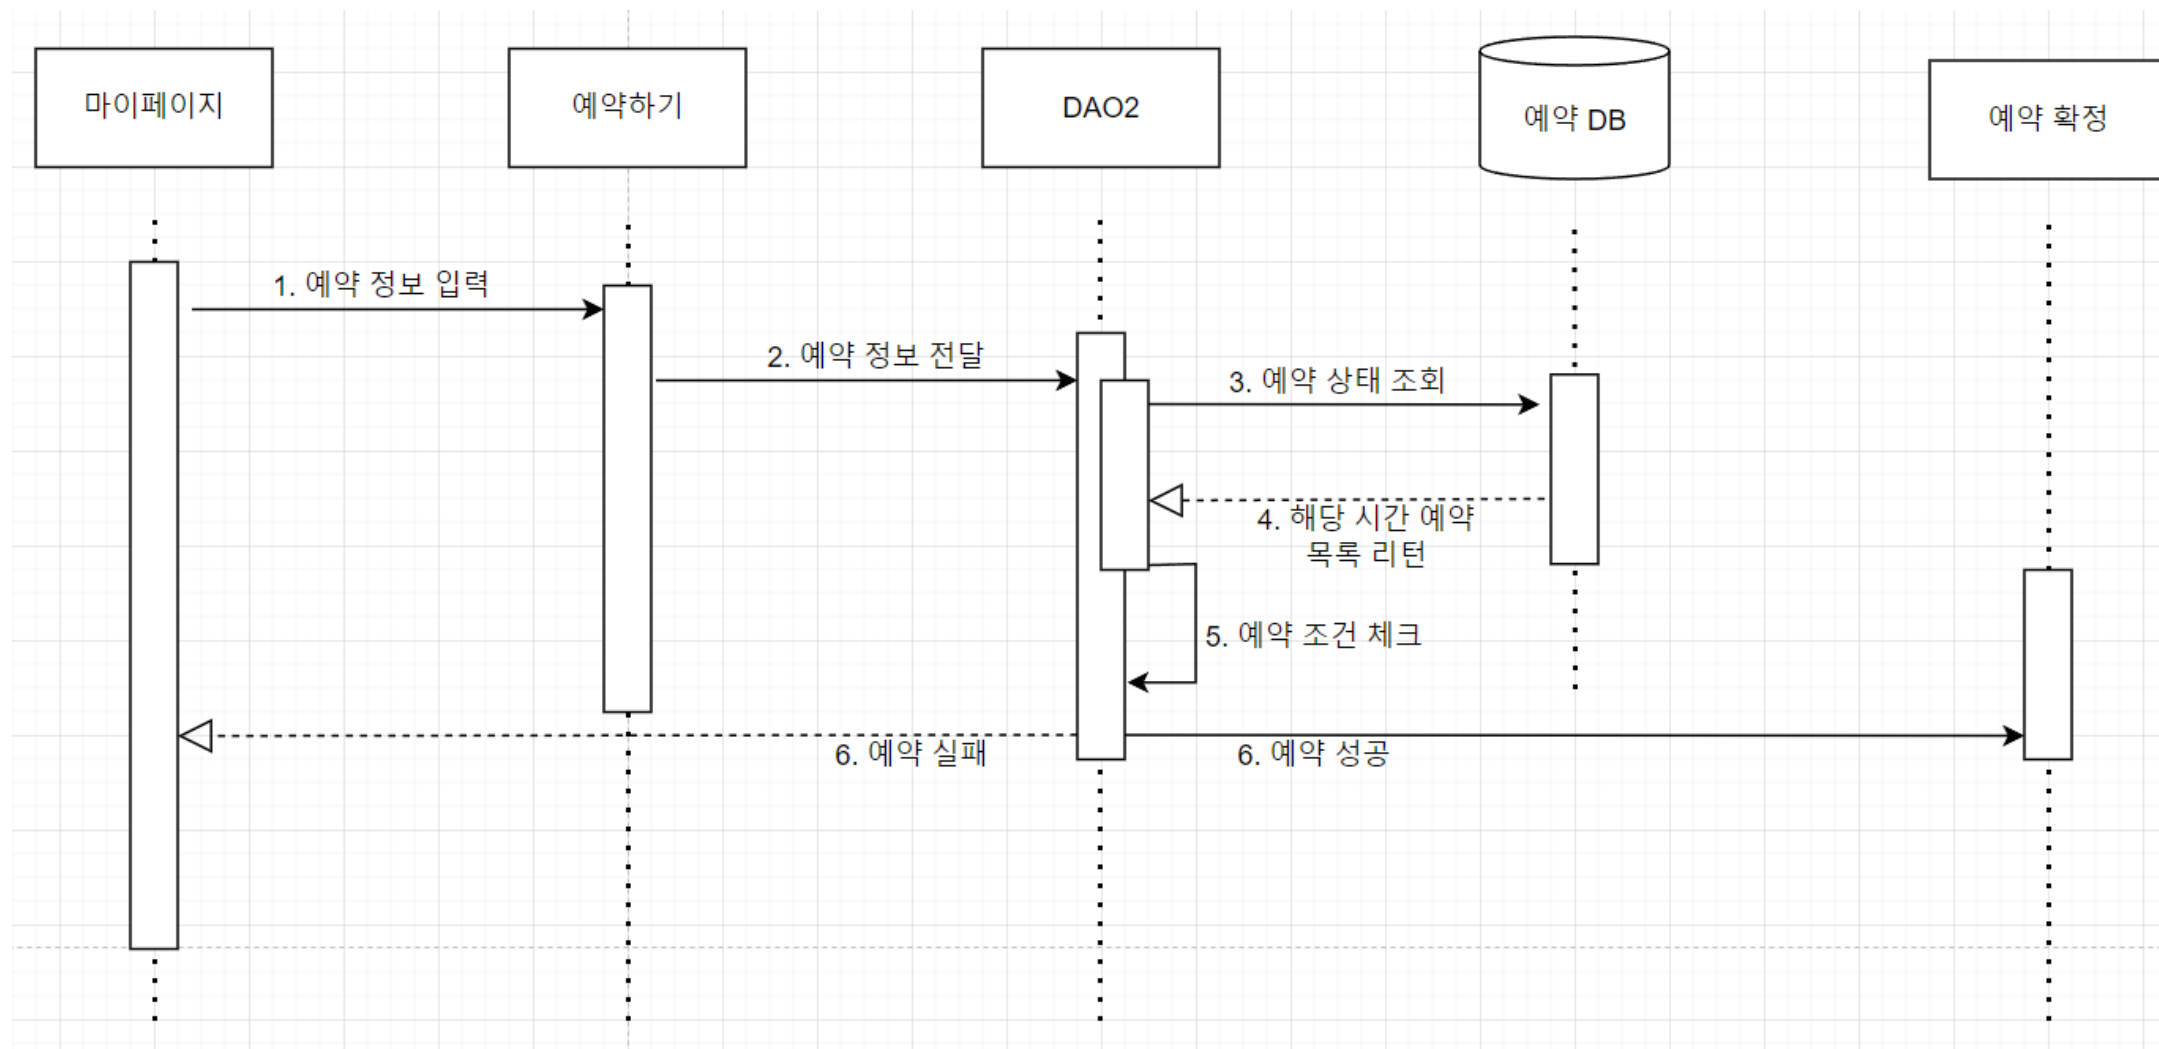 마이페이지
예약하기
DAO2
예약 DB
예약 확정
1. 예약 정보 입력
2. 예약 정보 전달
3. 예약 상태 조회
4. 해당 시간 예약
목록 리턴
5. 예약 조건 체크
6. 예약 실패
6. 예약 성공